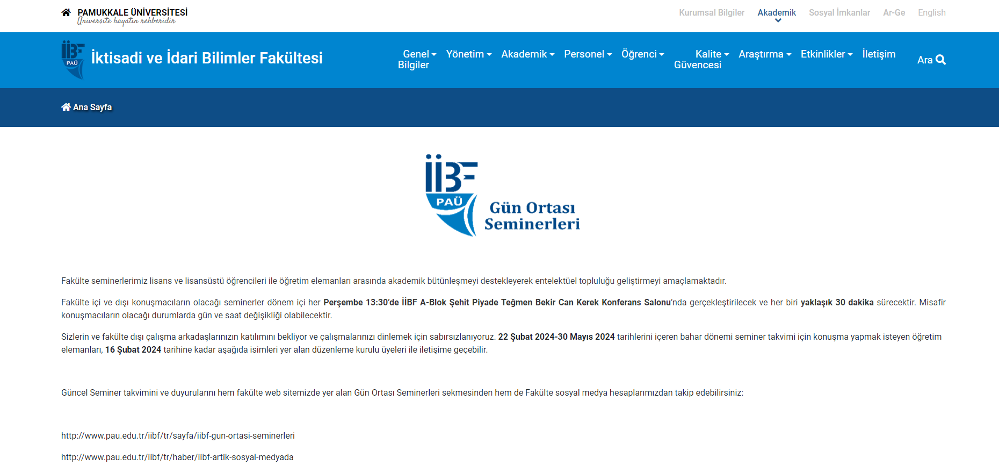 PAMUKKALE ÜNİVERSİTESİ
Üniversite hayatın rehberidir
Kurumsal Bilgiler Akademik Sosyal İmkanlar Ar-Ge English
İİBF
PAÜ
İktisadi ve İdari Bilimler Fakültesi
Genel Bilgiler Yönetim Akademik Personel Öğrenci Kalite Güvencesi Araştırma Etkinlikler İletişim Ara
Ana Sayfa
İİBF
PAÜ
Gün Ortası
Seminerleri
Fakülte seminerlerimiz lisans ve lisansüstü öğrencileri ile öğretim elemanları arasında akademik bütünleşmeyi destekleyerek entelektüel topluluğu geliştirmeyi amaçlamaktadır.
Fakülte içi ve dışı konuşmacıların olacağı seminerler dönem içi her Perşembe 13:30’de İİBF A-Blok Şehit Piyade Teğmen Bekir Can Kerek Konferans Salonu’nda gerçekleştirilecek ve her biri yaklaşık 30 dakika sürecektir. Misafir
konuşmacıların olacağı durumlarda gün ve saat değişikliği olabilecektir.
Sizlerin ve fakülte dışı çalışma arkadaşlarınızın katılımını bekliyor ve çalışmalarınızı dinlemek için sabırsızlanıyoruz. 22 Şubat 2024-30 Mayıs 2024 tarihlerini içeren bahar dönemi seminer takvimi için konuşma yapmak isteyen öğretim
elemanları, 16 Şubat 2024 tarihine kadar aşağıda isimleri yer alan düzenleme kurulu üyeleri ile iletişime geçebilir.
Güncel Seminer takvimini ve duyurularını hem fakülte web sitemizde yer alan Gün Ortası Seminerleri sekmesinden hem de Fakülte sosyal medya hesaplarımızdan takip edebilirsiniz:
http://www.pau.edu.tr/iibf/tr/sayfa/iibf-gun-ortasi-seminerleri
http://www.pau.edu.tr/iibf/tr/haber/iibf-artik-sosyal-medyada